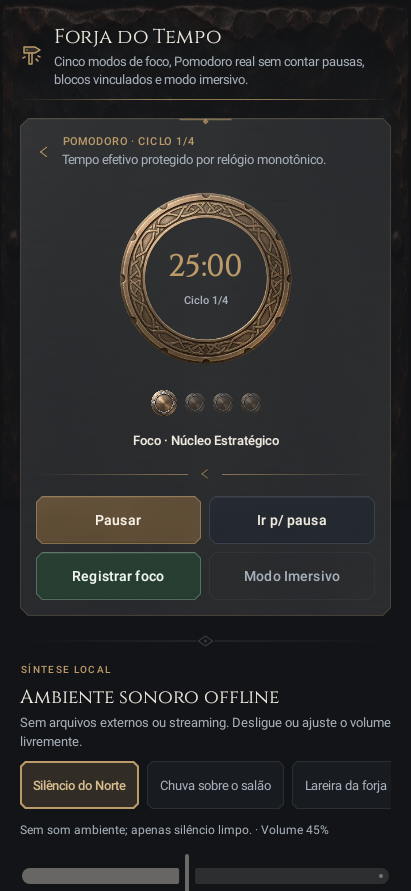 Forja do Tempo
Cinco modos de foco, Pomodoro real sem contar pausas,
blocos vinculados e modo imersivo.
POMODORO · CICLO 1/4
Tempo efetivo protegido por relógio monotônico.
25:00
Ciclo 1/4
Foco · Núcleo Estratégico
Pausar
Ir p/ pausa
Registrar foco
Modo Imersivo
SÍNTESE LOCAL
Ambiente sonoro offline
Sem arquivos externos ou streaming. Desligue ou ajuste o volume
livremente.
Silêncio do Norte
Chuva sobre o salão
Lareira da forja
Sem som ambiente; apenas silêncio limpo. · Volume 45%